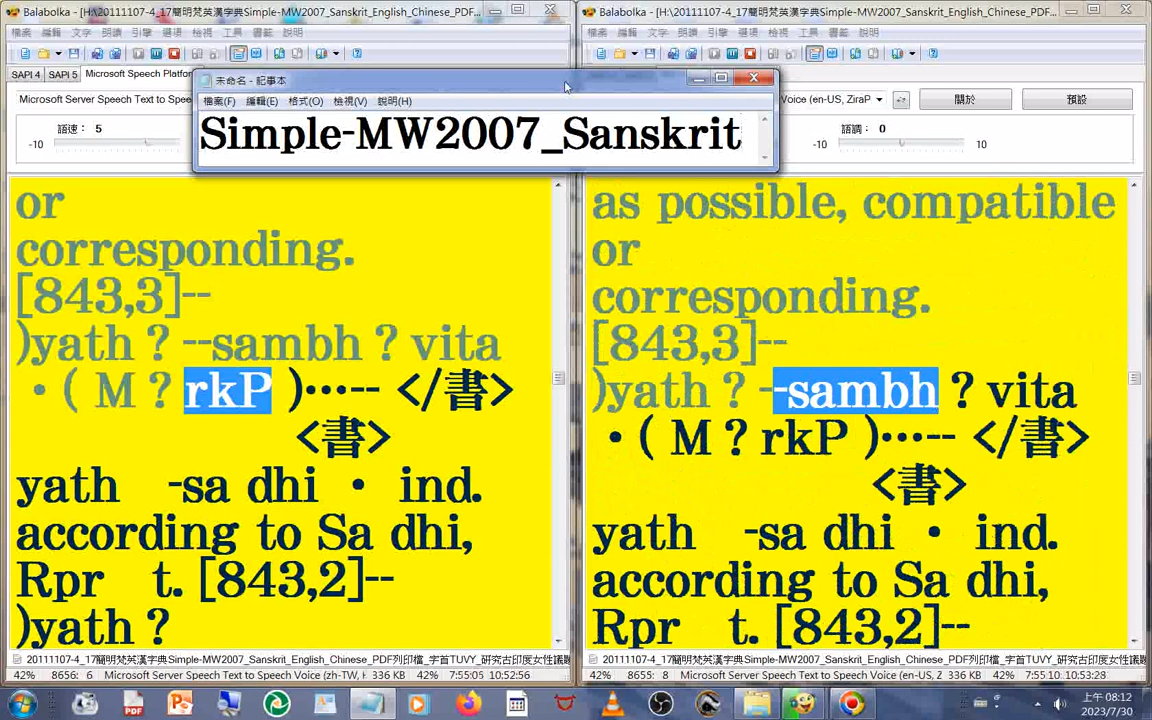 Balabolka - [H:\20111107-4_17簡明梵英漢字典Simple-MW2007_Sanskrit_English_Chinese_PDF...
檔案 編輯 文字 朗讀 引擎 選項 檢視 工具 書籤 說明
SAPI 4 SAPI 5 Microsoft Speech Platfor
Microsoft Server Speech Text to Spee
語速： 5
-10
or
corresponding.
[843,3]--
)yath ? --sambh ? vita
•( M ? rkP )···-- </書>
<書>
yath -sa dhi • ind.
according to Sa dhi,
Rpr t. [843,2]--
)yath ?
20111107-4_17簡明梵英漢字典Simple-MW2007_Sanskrit_English_Chinese_PDF列印檔_字首TUVY_研究古印度女性議題
42% 8656: 6 Microsoft Server Speech Text to Speech Voice (zh-TW, H 336 KB 7:55:05 10:52:56
未命名 - 記事本
檔案(F) 編輯(E) 格式(O) 檢視(V) 說明(H)
Simple-MW2007_Sanskrit
Balabolka - [H:\20111107-4_17簡明梵英漢字典Simple-MW2007_Sanskrit_English_Chinese_PDF...
檔案 編輯 文字 朗讀 引擎 選項 檢視 工具 書籤 說明
Voice (en-US, ZiraP 關於 預設
語調： 0
-10 10
as possible, compatible
or
corresponding.
[843,3]--
)yath ? --sambh ? vita
•( M ? rkP )···-- </書>
<書>
yath -sa dhi • ind.
according to Sa dhi,
Rpr t. [843,2]--
20111107-4_17簡明梵英漢字典Simple-MW2007_Sanskrit_English_Chinese_PDF列印檔_字首TUVY_研究古印度女性議題
42% 8655: 8 Microsoft Server Speech Text to Speech Voice (en-US, Z 336 KB 7:55:10 10:53:28
PDF
上午 08:12
2023/7/30